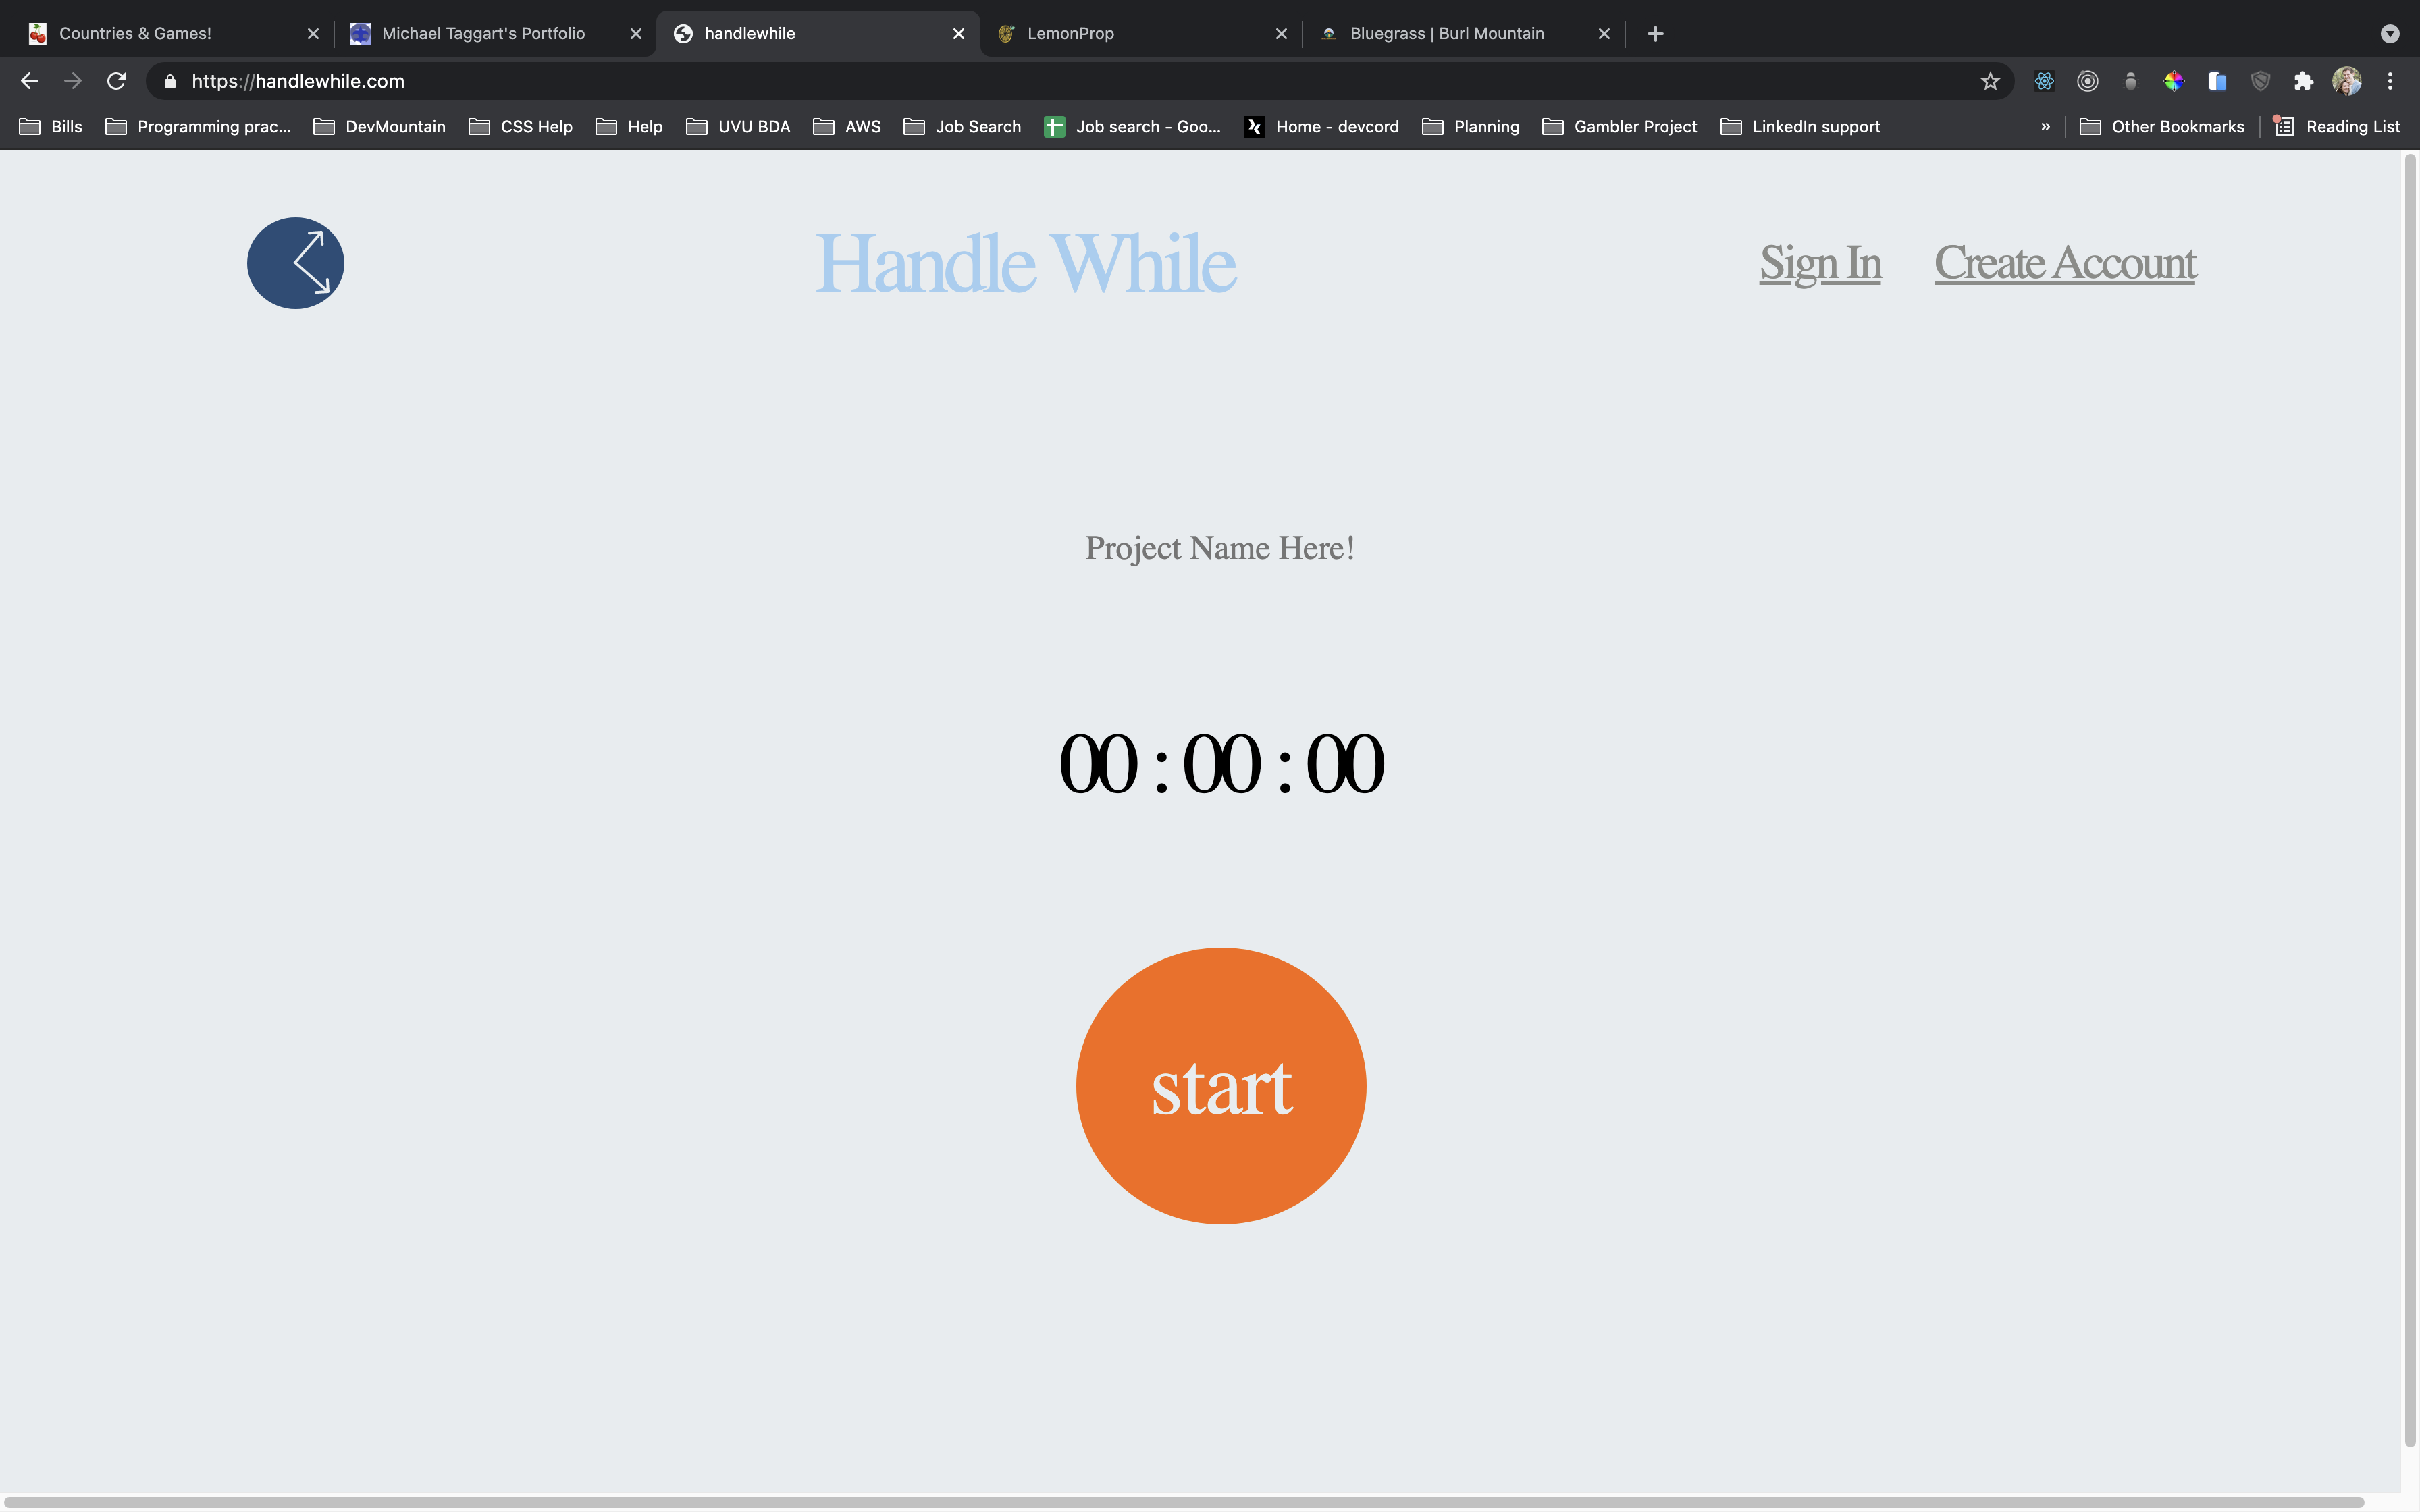 Countries & Games!
Michael Taggart's Portfolio
handlewhile
LemonProp
Bluegrass | Burl Mountain
https://handlewhile.com
Bills
Programming prac...
DevMountain
CSS Help
Help
UVU BDA
AWS
Job Search
Job search - Goo...
Home - devcord
Planning
Gambler Project
LinkedIn support
»
Other Bookmarks
Reading List
Handle While
Sign In
Create Account
Project Name Here!
00 : 00 : 00
start